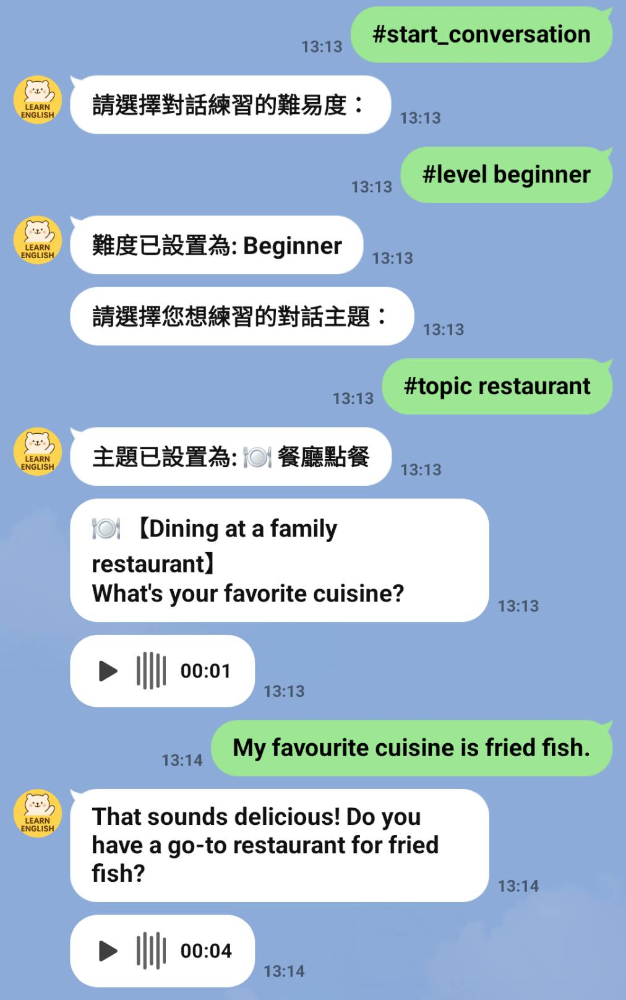 #start_conversation
13:13
LEARN
ENGLISH
請選擇對話練習的難易度：
13:13
#level beginner
13:13
LEARN
ENGLISH
難度已設置為: Beginner
13:13
請選擇您想練習的對話主題：
13:13
#topic restaurant
13:13
LEARN
ENGLISH
主題已設置為: 🍽️ 餐廳點餐
13:13
🍽️ 【Dining at a family
restaurant】
What's your favorite cuisine?
13:13
00:01
13:13
My favourite cuisine is fried fish.
13:14
LEARN
ENGLISH
That sounds delicious! Do you
have a go-to restaurant for fried
fish?
13:14
00:04
13:14